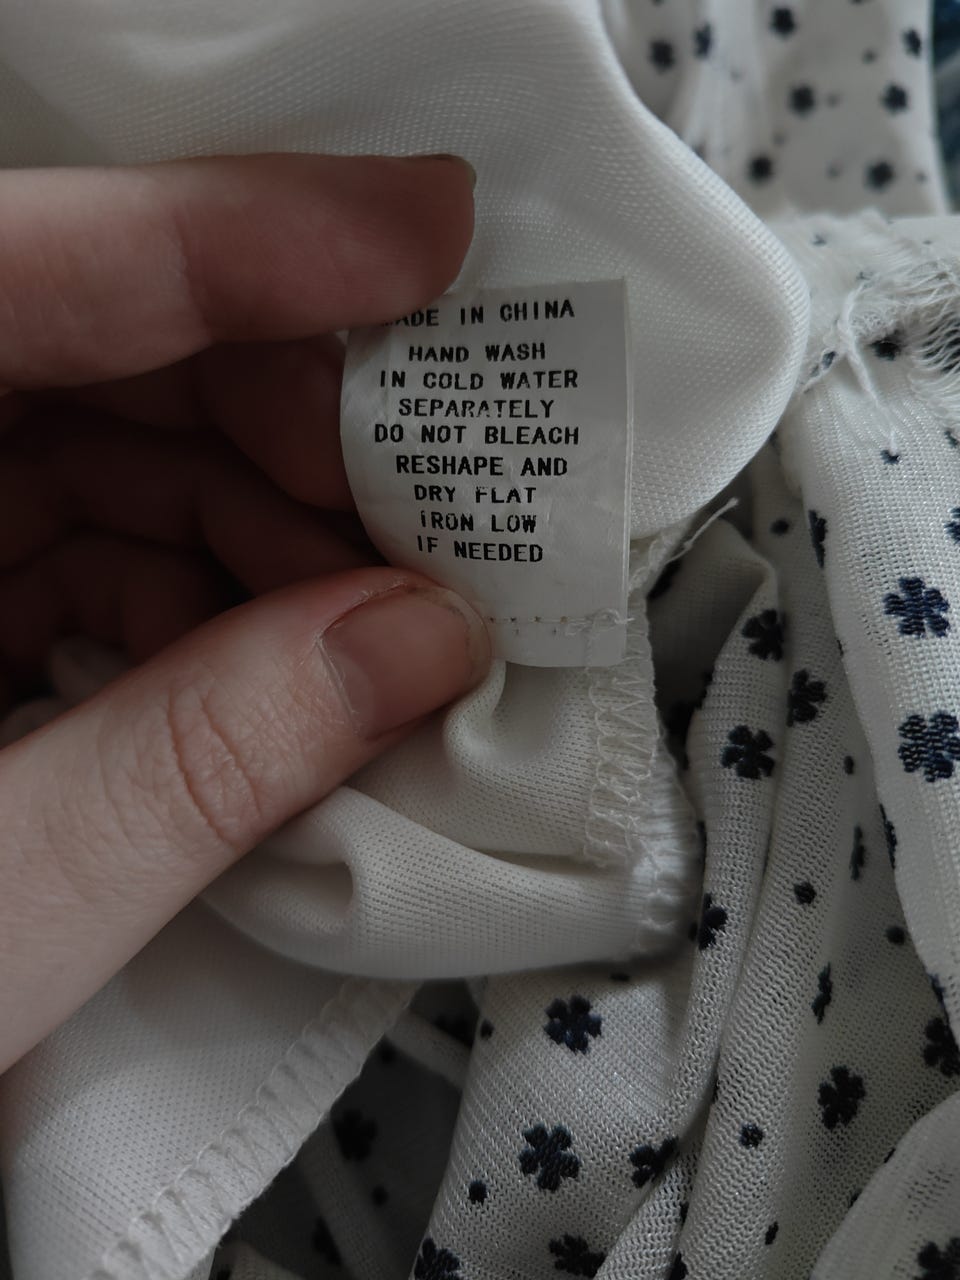 MADE IN CHINA
HAND WASH
IN COLD WATER
SEPARATELY
DO NOT BLEACH
RESHAPE AND
DRY FLAT
IRON LOW
IF NEEDED